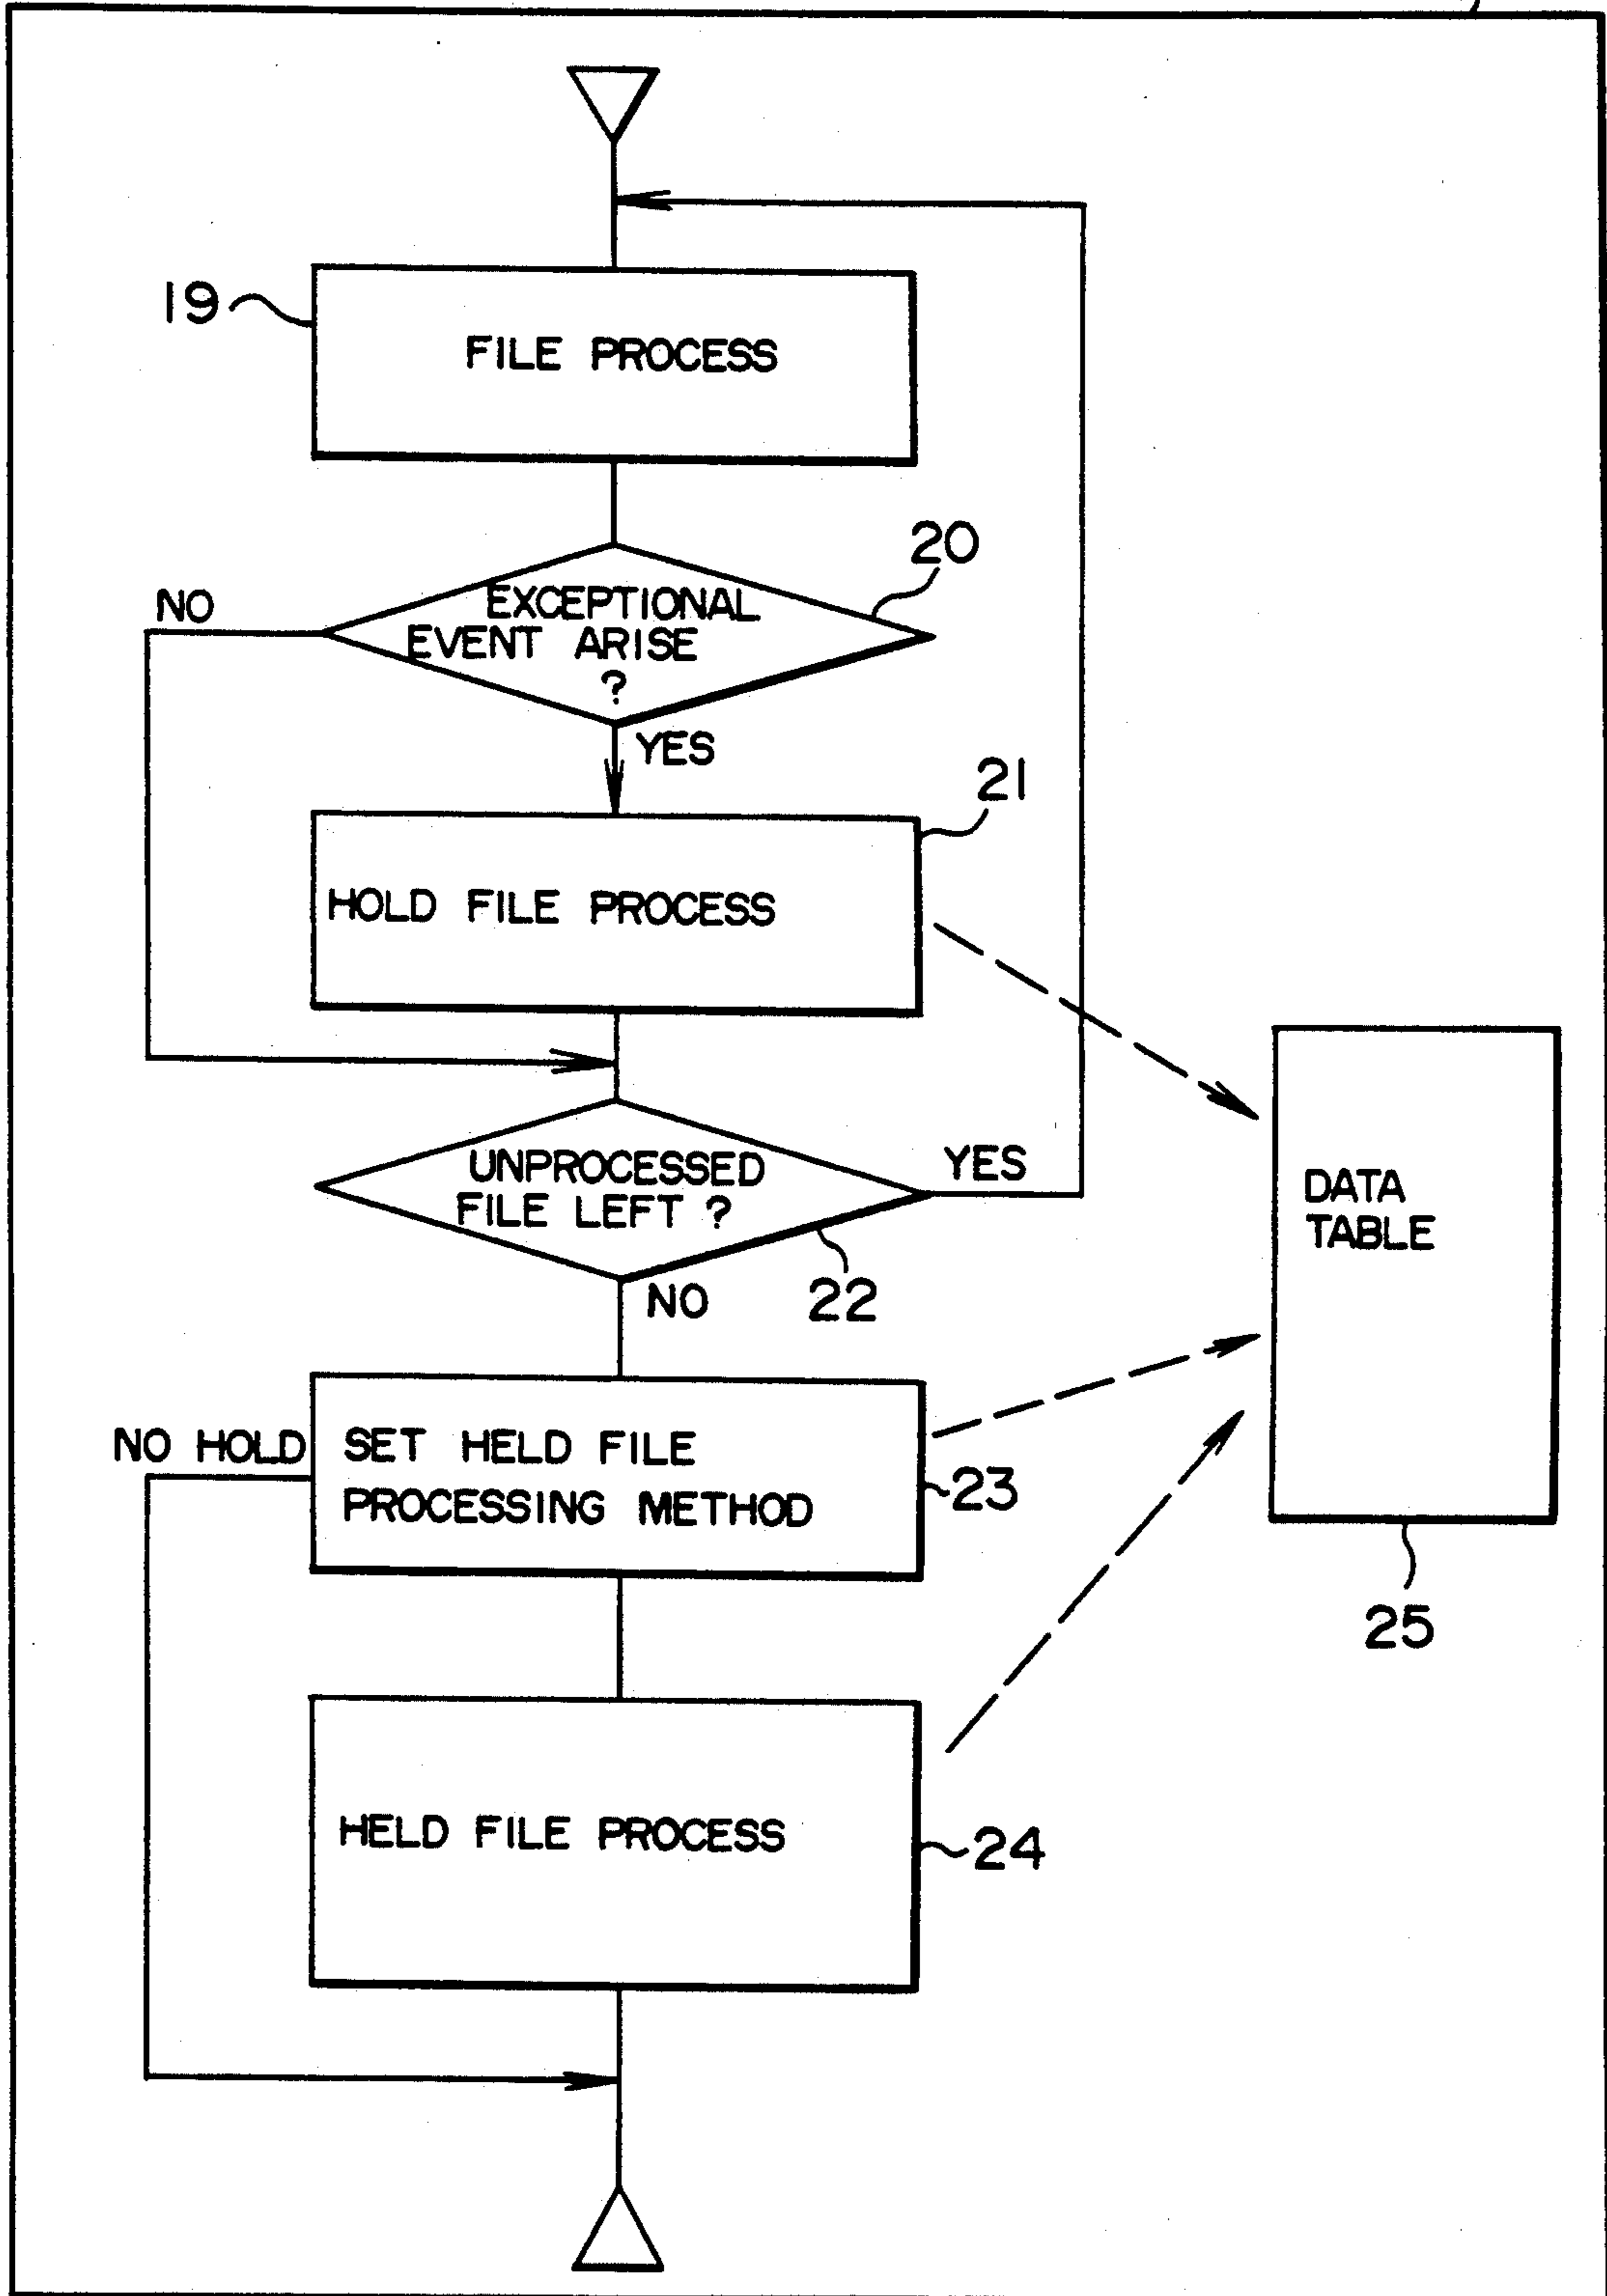 19
FILE PROCESS
20
NO
EXCEPTIONAL
EVENT ARISE
?
YES
21
HOLD FILE PROCESS
UNPROCESSED
FILE LEFT ?
YES
22
NO
DATA
TABLE
25
NO HOLD
SET HELD FILE
PROCESSING METHOD
23
HELD FILE PROCESS
24